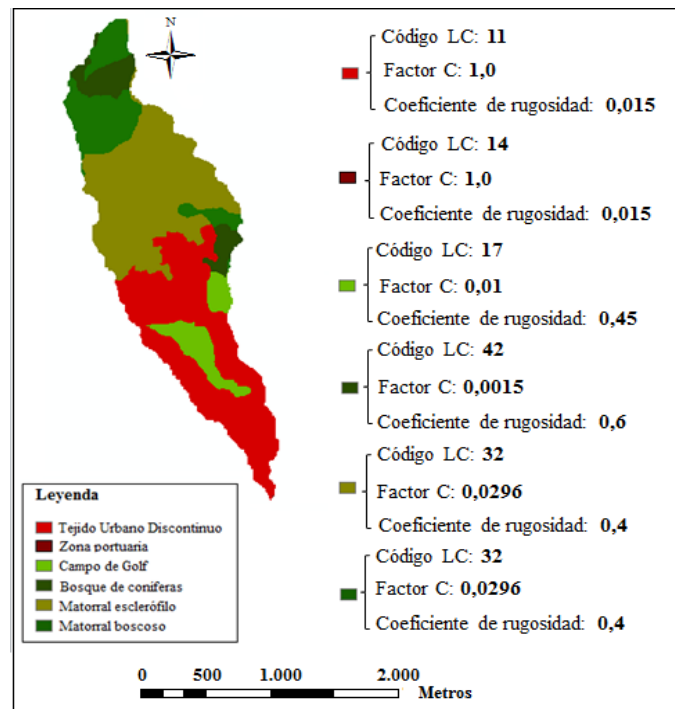 N
Código LC: 11
Factor C: 1,0
Coeficiente de rugosidad: 0,015
Código LC: 14
Factor C: 1,0
Coeficiente de rugosidad: 0,015
Código LC: 17
Factor C: 0,01
Coeficiente de rugosidad: 0,45
Código LC: 42
Factor C: 0,0015
Coeficiente de rugosidad: 0,6
Código LC: 32
Factor C: 0,0296
Coeficiente de rugosidad: 0,4
Código LC: 32
Factor C: 0,0296
Coeficiente de rugosidad: 0,4
Leyenda
Tejido Urbano Discontinuo
Zona portuaria
Campo de Golf
Bosque de coniferas
Matorral esclerófilo
Matorral boscoso
0 500 1.000 2.000
Metros